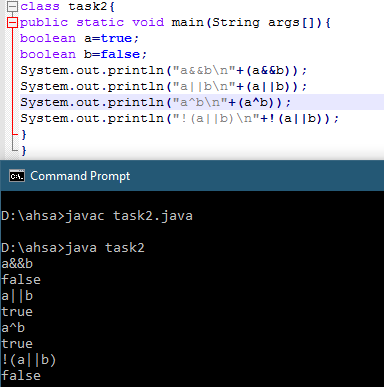 class task2{
public static void main(String args[]){
boolean a=true;
boolean b=false;
System.out.println("a&&b\n"+(a&&b));
System.out.println("a||b\n"+(a||b));
System.out.println("a^b\n"+(a^b));
System.out.println("!(a||b)\n"+!(a||b));
}
}
Command Prompt
D:\ahsa>javac task2.java
D:\ahsa>java task2
a&&b
false
a||b
true
a^b
true
!(a||b)
false